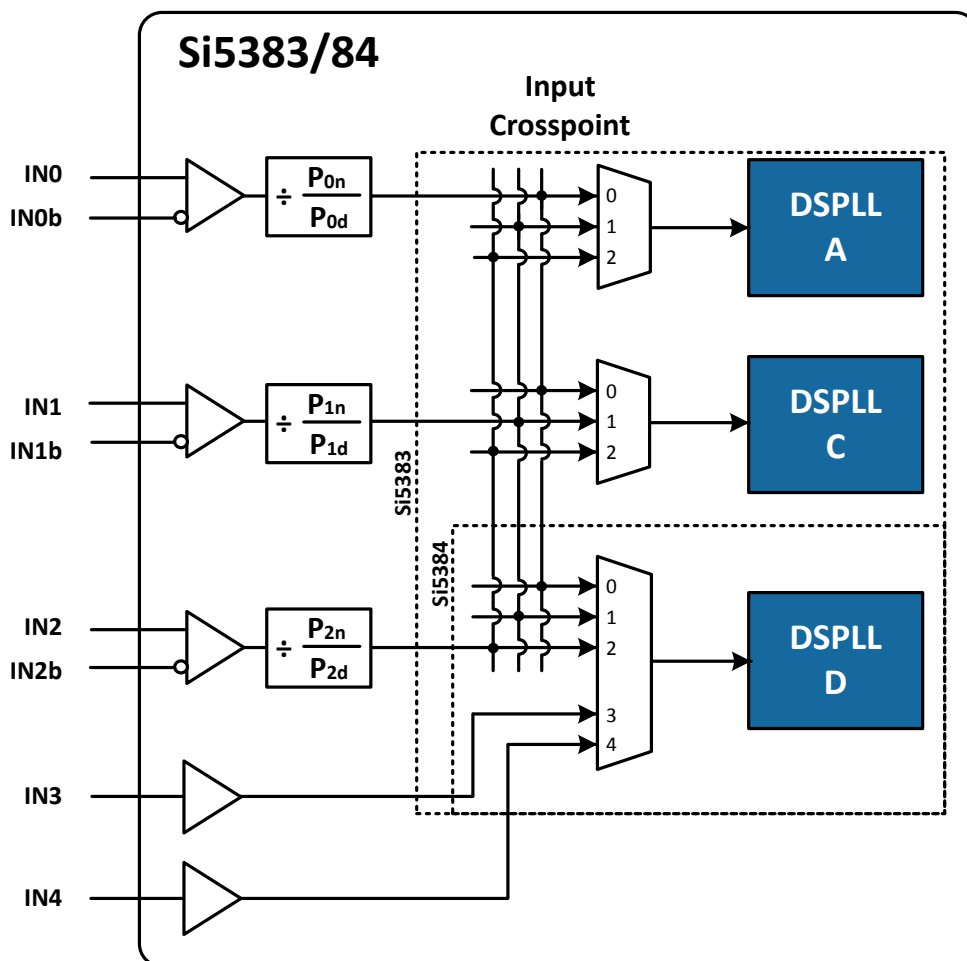 Si5383/84
Input
Crosspoint
IN0
IN0b
÷ P0n
P0d
0
1
2
DSPLL
A
IN1
IN1b
÷ P1n
P1d
0
1
2
DSPLL
C
Si5383
Si5384
IN2
IN2b
÷ P2n
P2d
0
1
2
3
4
DSPLL
D
IN3
IN4